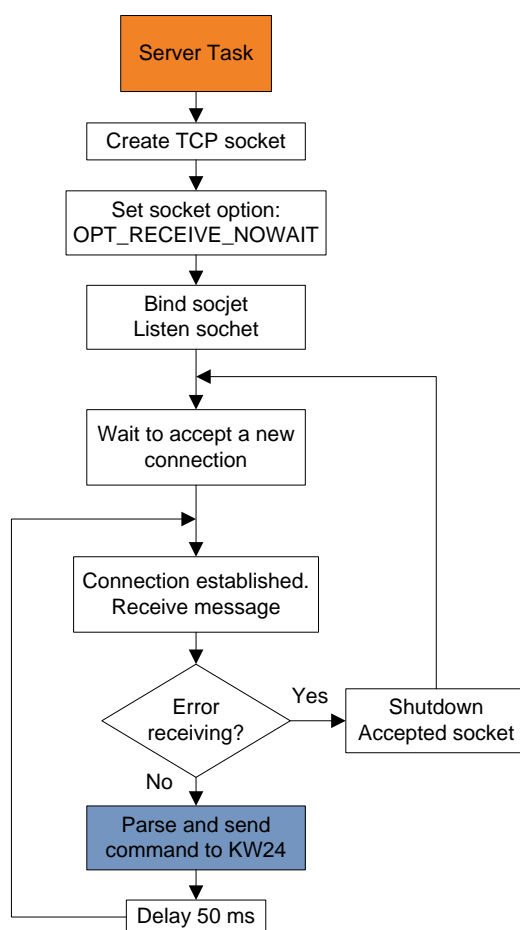 Server Task
Create TCP socket
Set socket option:
OPT_RECEIVE_NOWAIT
Bind socjet
Listen sochet
Wait to accept a new
connection
Connection established.
Receive message
Error
receiving?
Yes
Shutdown
Accepted socket
No
Parse and send
command to KW24
Delay 50 ms